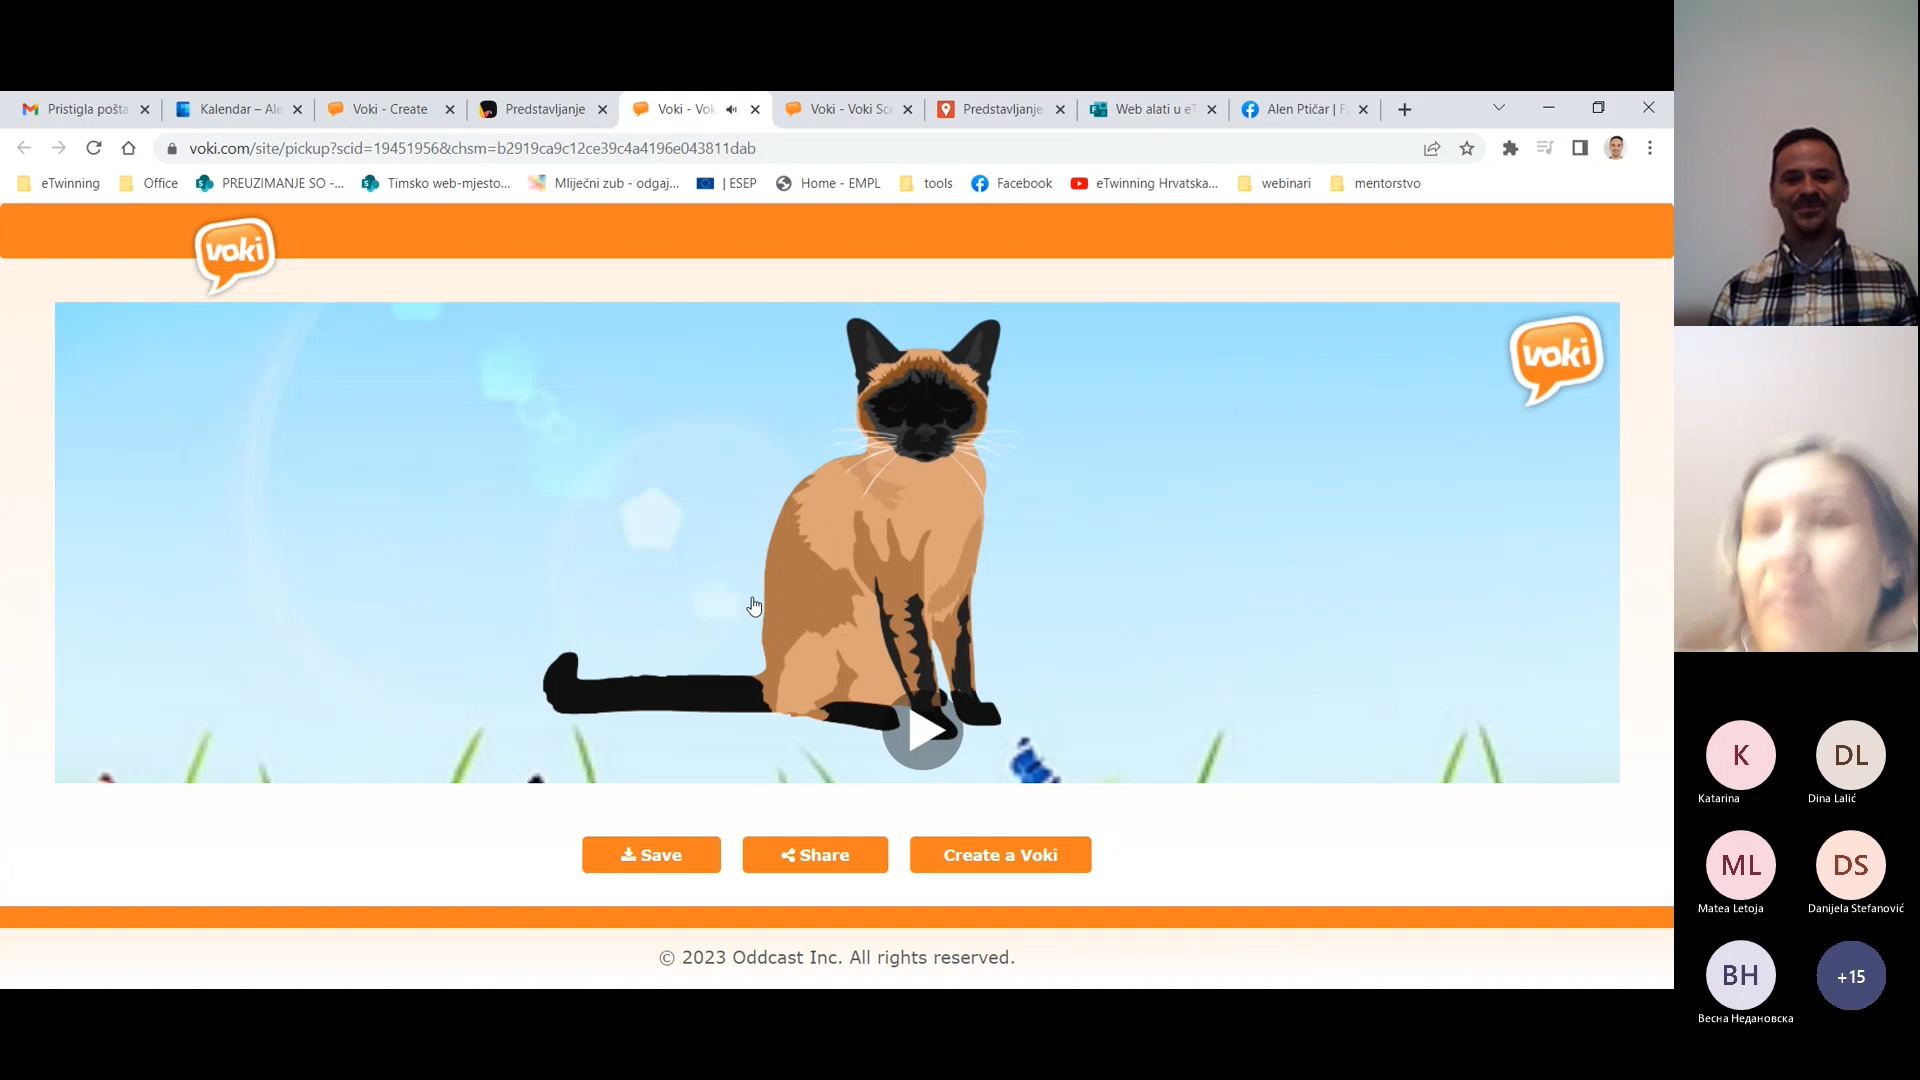 Pristigla pošta
Kalendar – Ale
Voki - Create
Predstavljanje
Voki - Vok
Voki - Voki Sce
Predstavljanje
Web alati u eT
Alen Ptičar | Fa
voki.com/site/pickup?scid=19451956&chsm=b2919ca9c12ce39c4a4196e043811dab
eTwinning
Office
PREUZIMANJE SO -...
Timsko web-mjesto...
Mliječni zub - odgaj...
| ESEP
Home - EMPL
tools
Facebook
eTwinning Hrvatska...
webinari
mentorstvo
voki
voki
Save
Share
Create a Voki
© 2023 Oddcast Inc. All rights reserved.
K
Katarina
DL
Dina Lalić
ML
Matea Letoja
DS
Danijela Stefanović
BH
Весна Недановска
+15